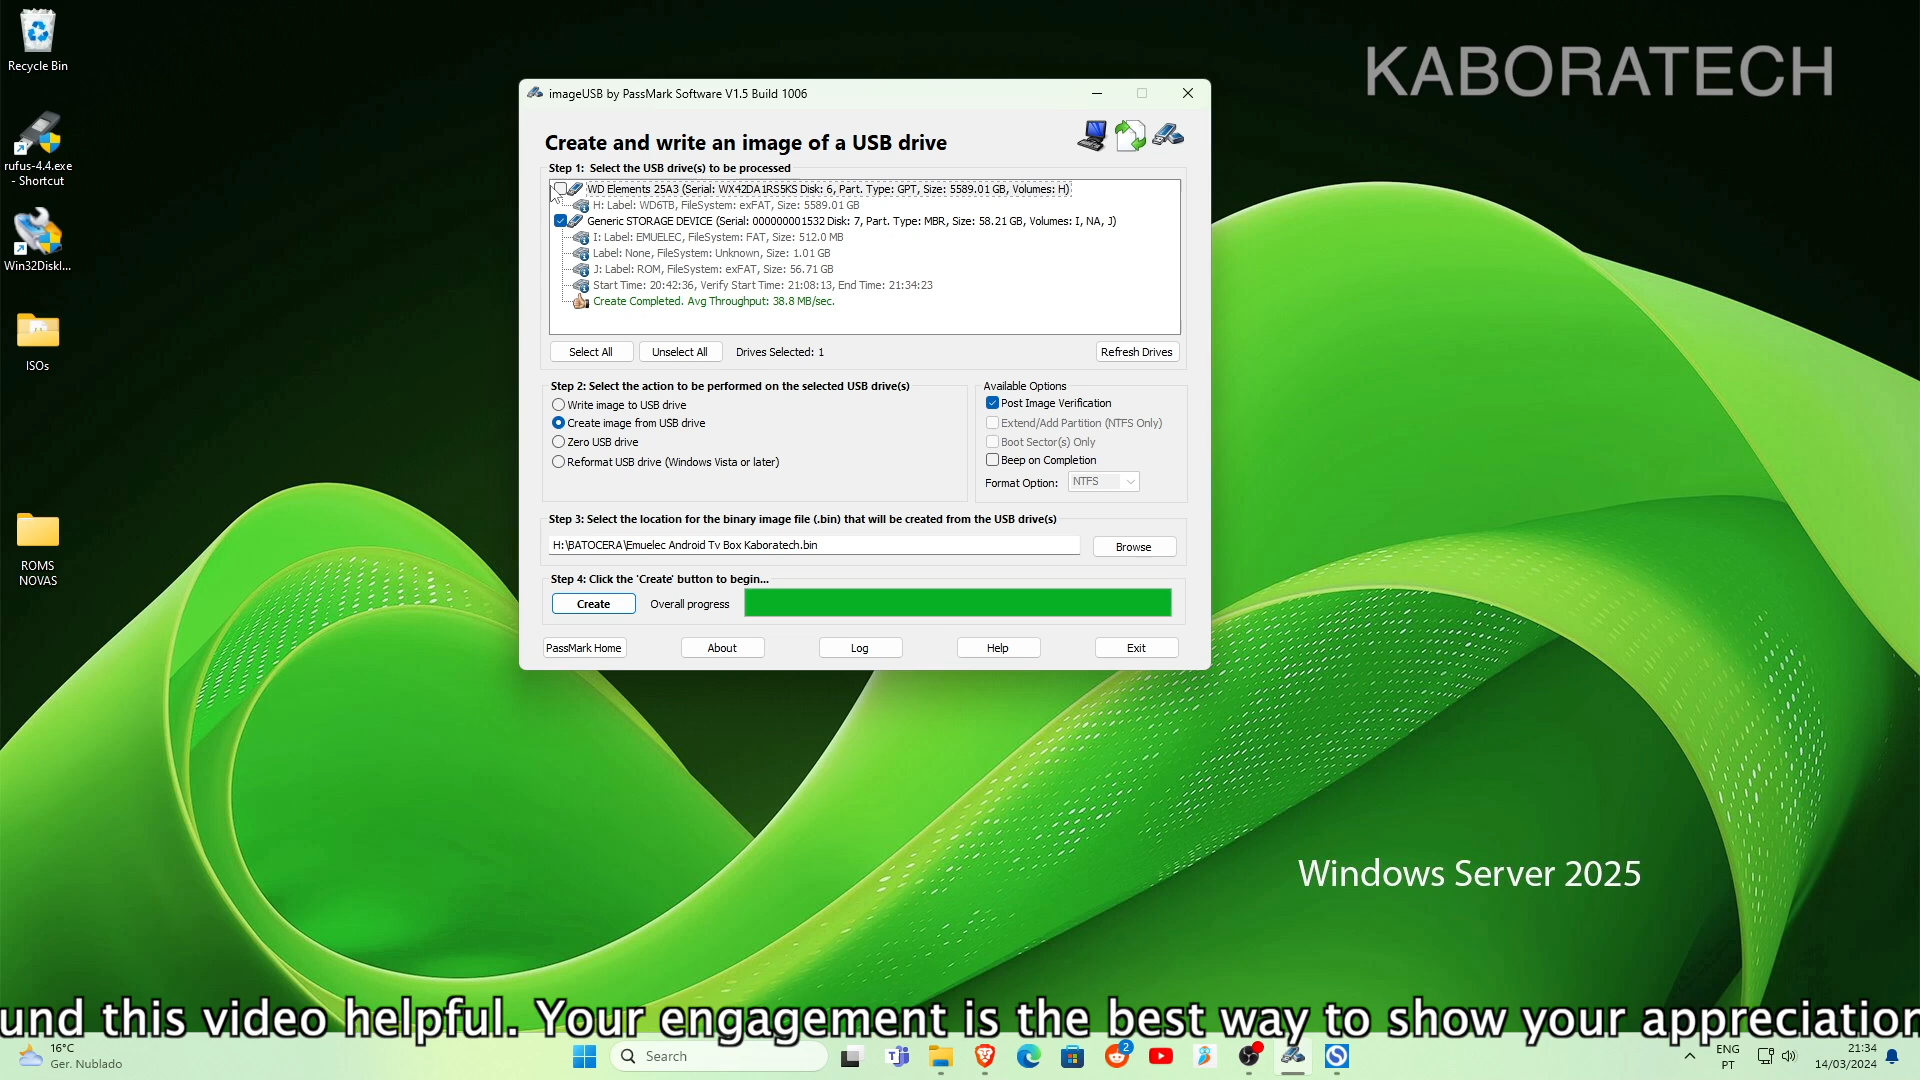 Recycle Bin
rufus-4.4.exe
- Shortcut
Win32DiskI...
ISOs
ROMS
NOVAS
KABORATECH
imageUSB by PassMark Software V1.5 Build 1006
Create and write an image of a USB drive
Step 1: Select the USB drive(s) to be processed
WD Elements 25A3 (Serial: WX42DA1RS5KS Disk: 6, Part. Type: GPT, Size: 5589.01 GB, Volumes: H)
H: Label: WD6TB, FileSystem: exFAT, Size: 5589.01 GB
Generic STORAGE DEVICE (Serial: 000000001532 Disk: 7, Part. Type: MBR, Size: 58.21 GB, Volumes: I, NA, J)
I: Label: EMUELEC, FileSystem: FAT, Size: 512.0 MB
Label: None, FileSystem: Unknown, Size: 1.01 GB
J: Label: ROM, FileSystem: exFAT, Size: 56.71 GB
Start Time: 20:42:36, Verify Start Time: 21:08:13, End Time: 21:34:23
Create Completed. Avg Throughput: 38.8 MB/sec.
Select All
Unselect All
Drives Selected: 1
Refresh Drives
Step 2: Select the action to be performed on the selected USB drive(s)
Write image to USB drive
Create image from USB drive
Zero USB drive
Reformat USB drive (Windows Vista or later)
Available Options
Post Image Verification
Extend/Add Partition (NTFS Only)
Boot Sector(s) Only
Beep on Completion
Format Option: NTFS
Step 3: Select the location for the binary image file (.bin) that will be created from the USB drive(s)
H:\BATOCERA\Emuelec Android Tv Box Kaboratech.bin
Browse
Step 4: Click the 'Create' button to begin...
Create
Overall progress
PassMark Home
About
Log
Help
Exit
Windows Server 2025
und this video helpful. Your engagement is the best way to show your appreciation
16°C
Ger. Nublado
Search
2
ENG
PT
21:34
14/03/2024